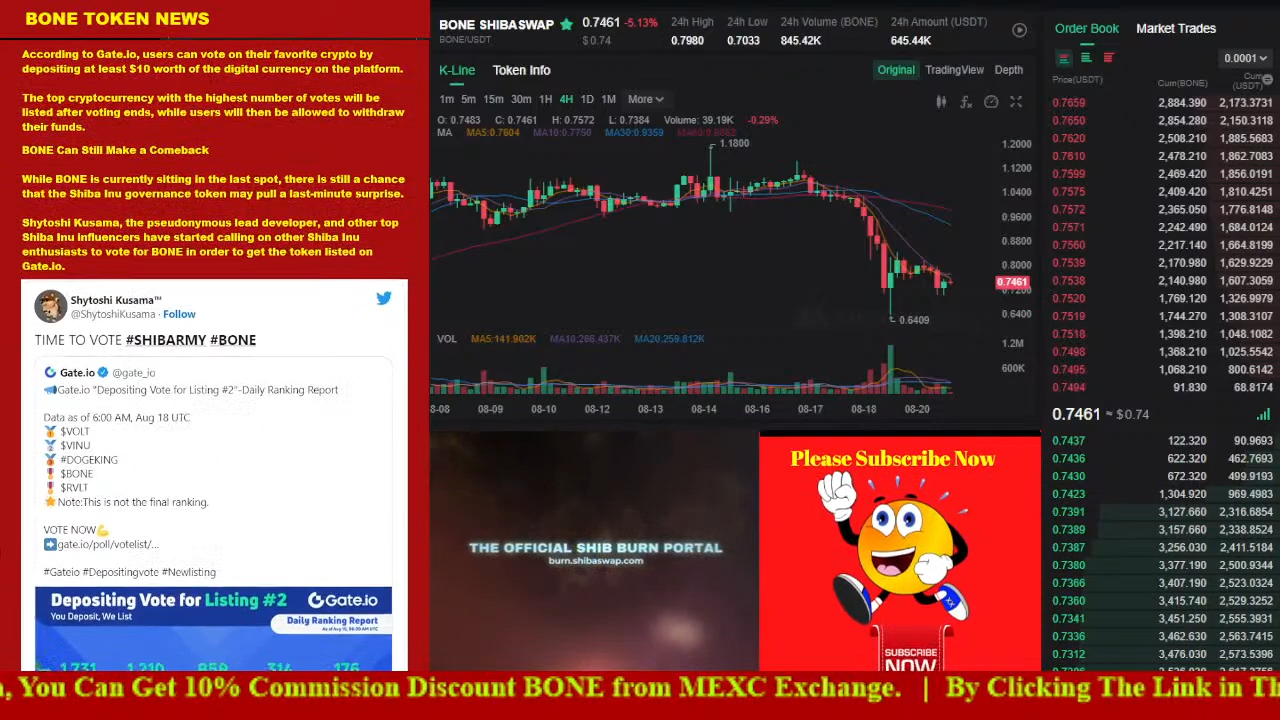 BONE TOKEN NEWS
According to Gate.io, users can vote on their favorite crypto by
depositing at least $10 worth of the digital currency on the platform.
The top cryptocurrency with the highest number of votes will be
listed after voting ends, while users will then be allowed to withdraw
their funds.
BONE Can Still Make a Comeback
While BONE is currently sitting in the last spot, there is still a chance
that the Shiba Inu governance token may pull a last-minute surprise.
Shytoshi Kusama, the pseudonymous lead developer, and other top
Shiba Inu influencers have started calling on other Shiba Inu
enthusiasts to vote for BONE in order to get the token listed on
Gate.io.
Shytoshi Kusama™
@ShytoshiKusama · Follow
TIME TO VOTE #SHIBARMY #BONE
Gate.io @gate_io
Gate.io "Depositing Vote for Listing #2"-Daily Ranking Report
Data as of 6:00 AM, Aug 18 UTC
$VOLT
$VINU
#DOGEKING
$BONE
$RVLT
Note:This is not the final ranking.
VOTE NOW
gate.io/poll/votelist/...
#Gateio #Depositingvote #Newlisting
Depositing Vote for Listing #2 Gate.io
You Deposit, We List
Daily Ranking Report
1,731 1,210 859 314 176
BONE SHIBASWAP 0.7461 -5.13% 24h High 24h Low 24h Volume (BONE) 24h Amount (USDT)
BONE/USDT $ 0.74 0.7980 0.7033 845.42K 645.44K
K-Line Token Info Original TradingView Depth
1m 5m 15m 30m 1H 4H 1D 1M More
O: 0.7483 C: 0.7461 H: 0.7572 L: 0.7384 Volume: 39.19K -0.29%
MA MA5:0.7604 MA10:0.7750 MA30:0.9359
1.1800
1.2000
1.1200
1.0400
0.9600
0.8800
0.8000
0.7461
0.7200
0.6400
0.6409
VOL MA5:141.902K MA10:266.437K MA20:259.812K
1.2M
600K
8-08 08-09 08-10 08-12 08-13 08-14 08-16 08-17 08-18 08-20
THE OFFICIAL SHIB BURN PORTAL
burn.shibaswap.com
Please Subscribe Now
SUBSCRIBE
NOW
Order Book Market Trades
0.0001
Price(USDT) Cum(BONE) Cum (USDT)
0.7659 2,884.390 2,173.3731
0.7650 2,854.280 2,150.3118
0.7620 2,508.210 1,885.5683
0.7610 2,478.210 1,862.7083
0.7599 2,469.420 1,856.0191
0.7575 2,409.420 1,810.4251
0.7572 2,365.050 1,776.8148
0.7571 2,242.490 1,684.0124
0.7560 2,217.140 1,664.8199
0.7539 2,170.980 1,629.9229
0.7538 2,140.980 1,607.3059
0.7520 1,769.120 1,326.9979
0.7519 1,744.270 1,308.3107
0.7518 1,398.210 1,048.1082
0.7498 1,368.210 1,025.5542
0.7495 1,068.210 800.6142
0.7494 91.830 68.8174
0.7461 ≈ $0.74
0.7437 122.320 90.9693
0.7436 622.320 462.7693
0.7430 672.320 499.9193
0.7423 1,304.920 969.4983
0.7391 3,127.660 2,316.6854
0.7389 3,157.660 2,338.8524
0.7387 3,256.030 2,411.5184
0.7380 3,377.190 2,500.9344
0.7366 3,407.190 2,523.0324
0.7360 3,415.740 2,529.3252
0.7341 3,451.250 2,555.3931
0.7336 3,462.630 2,563.7415
0.7312 3,476.030 2,573.5396
, You Can Get 10% Commission Discount BONE from MEXC Exchange. | By Clicking The Link in Th